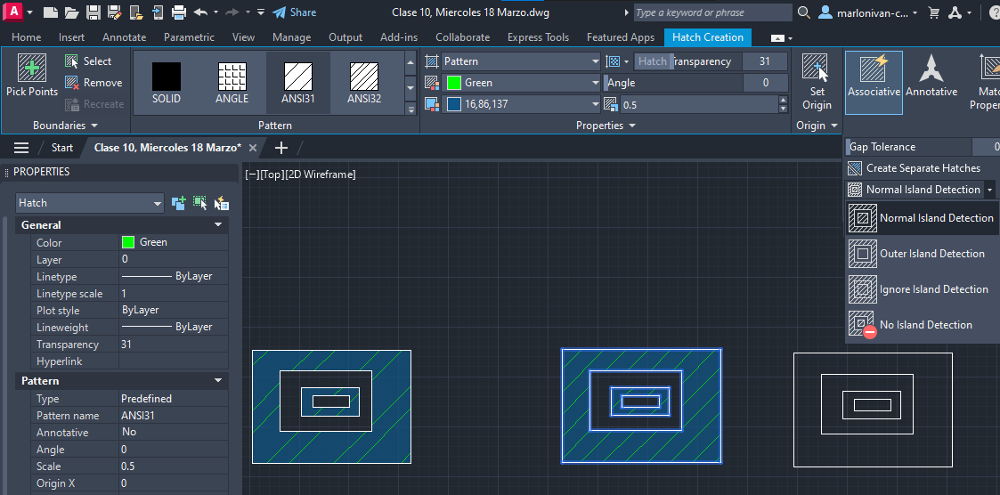 A Share Clase 10, Miercoles 18 Marzo.dwg Type a keyword or phrase marlonivan-c...
Home Insert Annotate Parametric View Manage Output Add-ins Collaborate Express Tools Featured Apps Hatch Creation
Pick Points
Select
Remove
Recreate
Boundaries
SOLID ANGLE ANSI31 ANSI32
Pattern
Pattern
Green
16,86,137
Hatch Transparency 31
Angle 0
0.5
Properties
Set
Origin
Origin
Associative Annotative
Start Clase 10, Miercoles 18 Marzo*
Gap Tolerance
Create Separate Hatches
Normal Island Detection
Normal Island Detection
Outer Island Detection
Ignore Island Detection
No Island Detection
PROPERTIES
[−][Top][2D Wireframe]
Hatch
General
Color Green
Layer 0
Linetype ByLayer
Linetype scale 1
Plot style ByLayer
Lineweight ByLayer
Transparency 31
Hyperlink
Pattern
Type Predefined
Pattern name ANSI31
Annotative No
Angle 0
Scale 0.5
Origin X 0